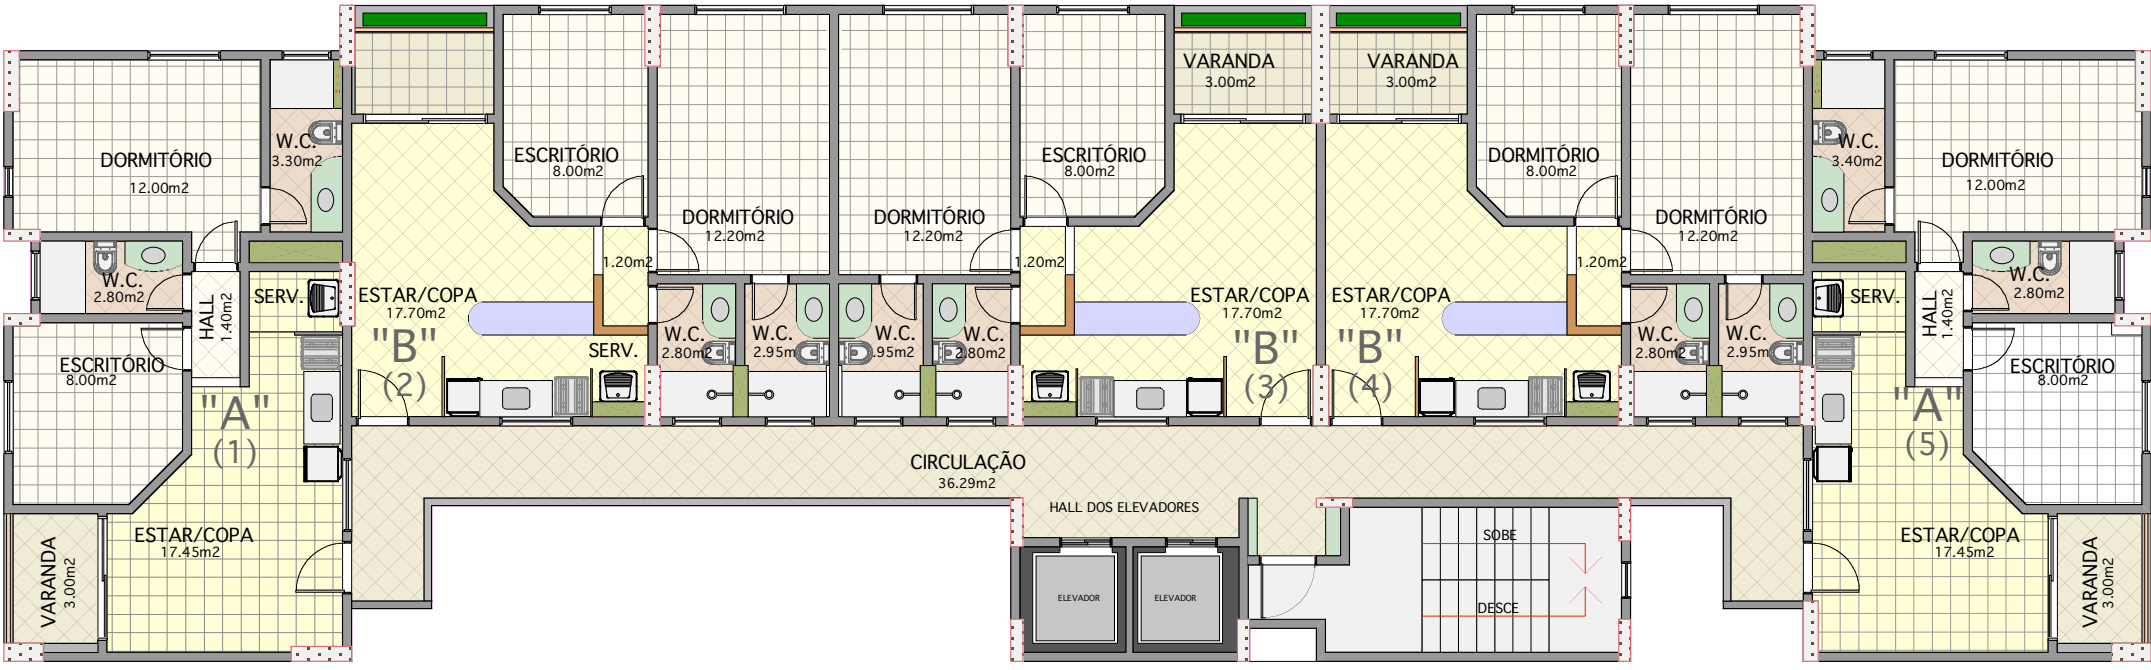 DORMITÓRIO
12.00m2
W.C.
3.30m2
W.C.
2.80m2
HALL
1.40m2
SERV.
ESCRITÓRIO
8.00m2
"A"
(1)
ESTAR/COPA
17.45m2
VARANDA
3.00m2
ESCRITÓRIO
8.00m2
DORMITÓRIO
12.20m2
1.20m2
ESTAR/COPA
17.70m2
"B"
(2)
SERV.
W.C.
2.80m2
W.C.
2.95m
DORMITÓRIO
12.20m2
ESCRITÓRIO
8.00m2
VARANDA
3.00m2
1.20m2
ESTAR/COPA
17.70m2
"B"
(3)
W.C.
.95m2
W.C.
2.80m2
VARANDA
3.00m2
DORMITÓRIO
8.00m2
DORMITÓRIO
12.20m2
1.20m2
ESTAR/COPA
17.70m2
"B"
(4)
W.C.
2.80m2
W.C.
2.95m
W.C.
3.40m2
DORMITÓRIO
12.00m2
W.C.
2.80m2
SERV.
HALL
1.40m2
ESCRITÓRIO
8.00m2
"A"
(5)
ESTAR/COPA
17.45m2
VARANDA
3.00m2
CIRCULAÇÃO
36.29m2
HALL DOS ELEVADORES
ELEVADOR
ELEVADOR
SOBE
DESCE